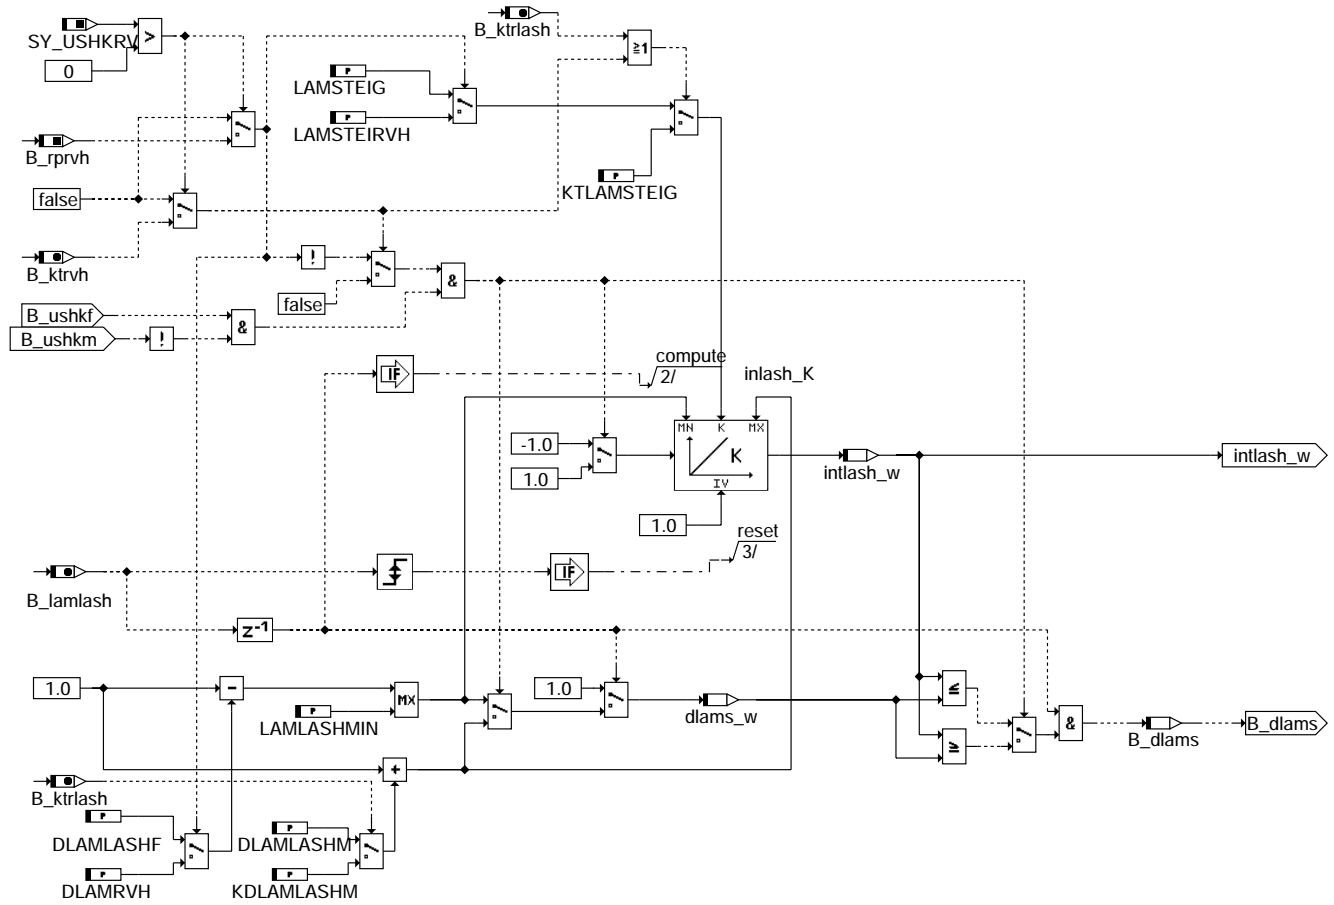 B_ktrlash
SY_USHKRV
>
0
≧1
LAMSTEIG
LAMSTEIRVH
B_rprvh
KTLAMSTEIG
false
B_ktrvh
!
false
&
B_ushkf
B_ushkm
!
&
IF
compute
2/
inlash_K
MN K MX
K
IV
-1.0
1.0
intlash_w
intlash_w
1.0
reset
3/
IF
B_lamlash
z-1
1.0
-
MX
LAMLASHMIN
1.0
dlams_w
≤
≥
&
B_dlams
B_dlams
+
B_ktrlash
P
DLAMLASHF
P
DLAMRVH
P
DLAMLASHM
P
KDLAMLASHM